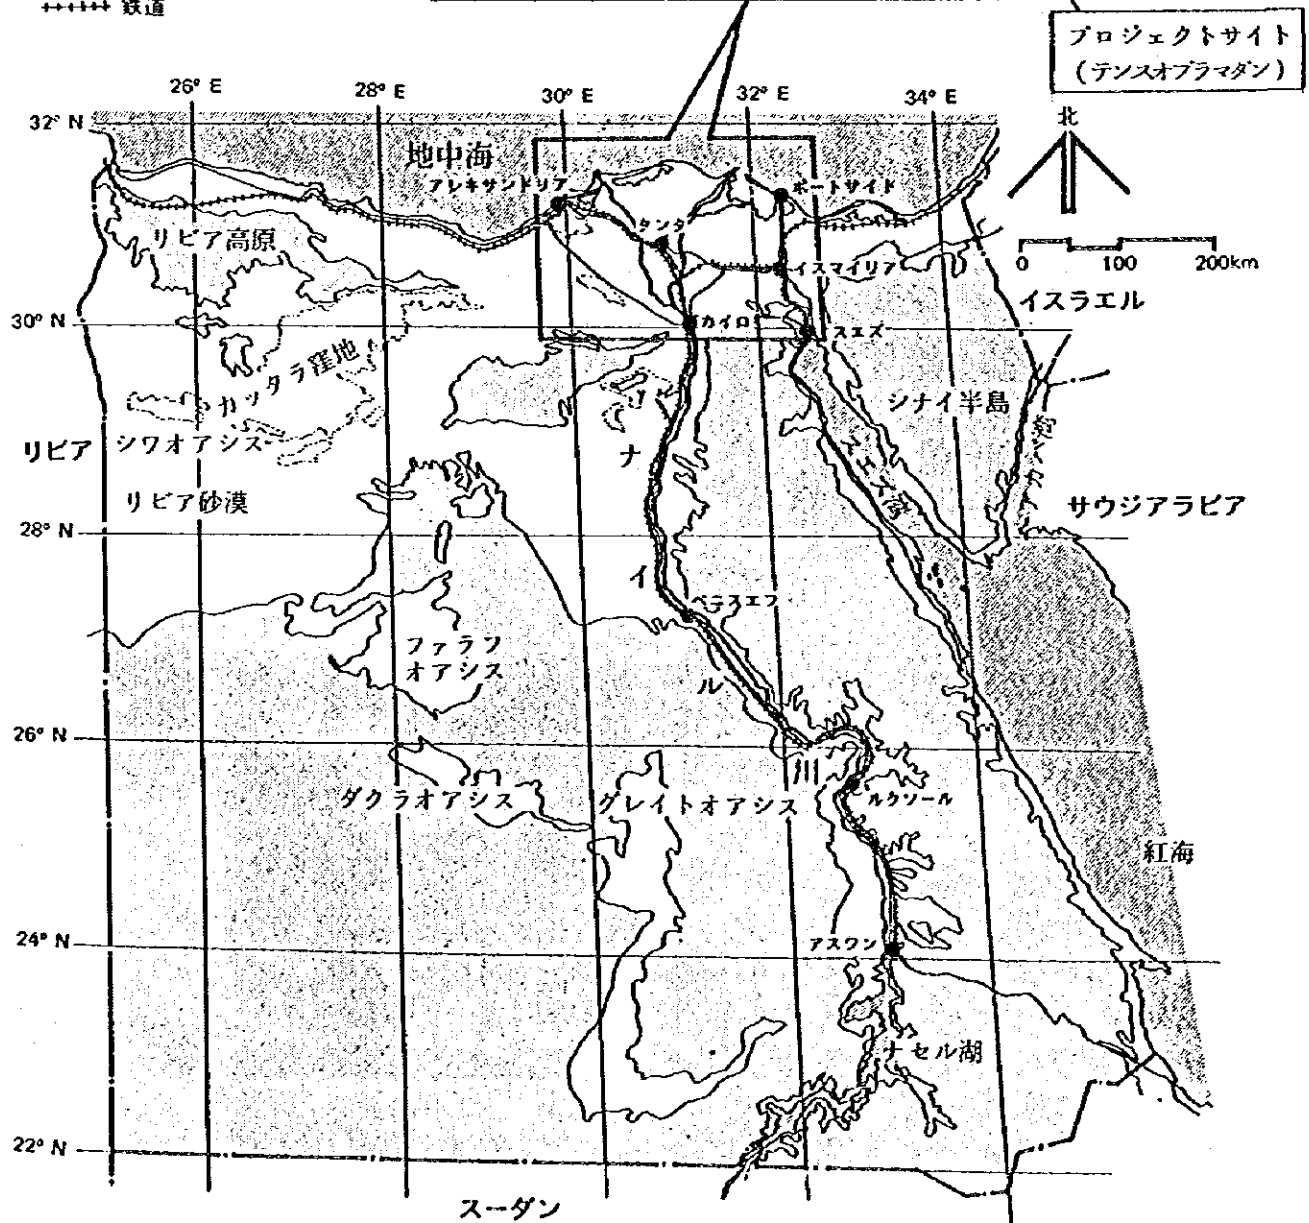 鉄道
プロジェクトサイト
(テンスオブラマダン)
26° E
28° E
30° E
32° E
34° E
32° N
北
地中海
アレキサンドリア
ポートサイド
タンタ
リビア高原
イスマイリア
0 100 200km
イスラエル
30° N
カイロ
スエズ
カッタラ窪地
シナイ半島
リビア
シワオアシス
ナイル川
スエズ湾
アカバ湾
リビア砂漠
サウジアラビア
28° N
ベニスエフ
ファラフ
オアシス
26° N
ダクラオアシス
グレイトオアシス
ルクソール
紅海
24° N
アスワン
ナセル湖
22° N
スーダン